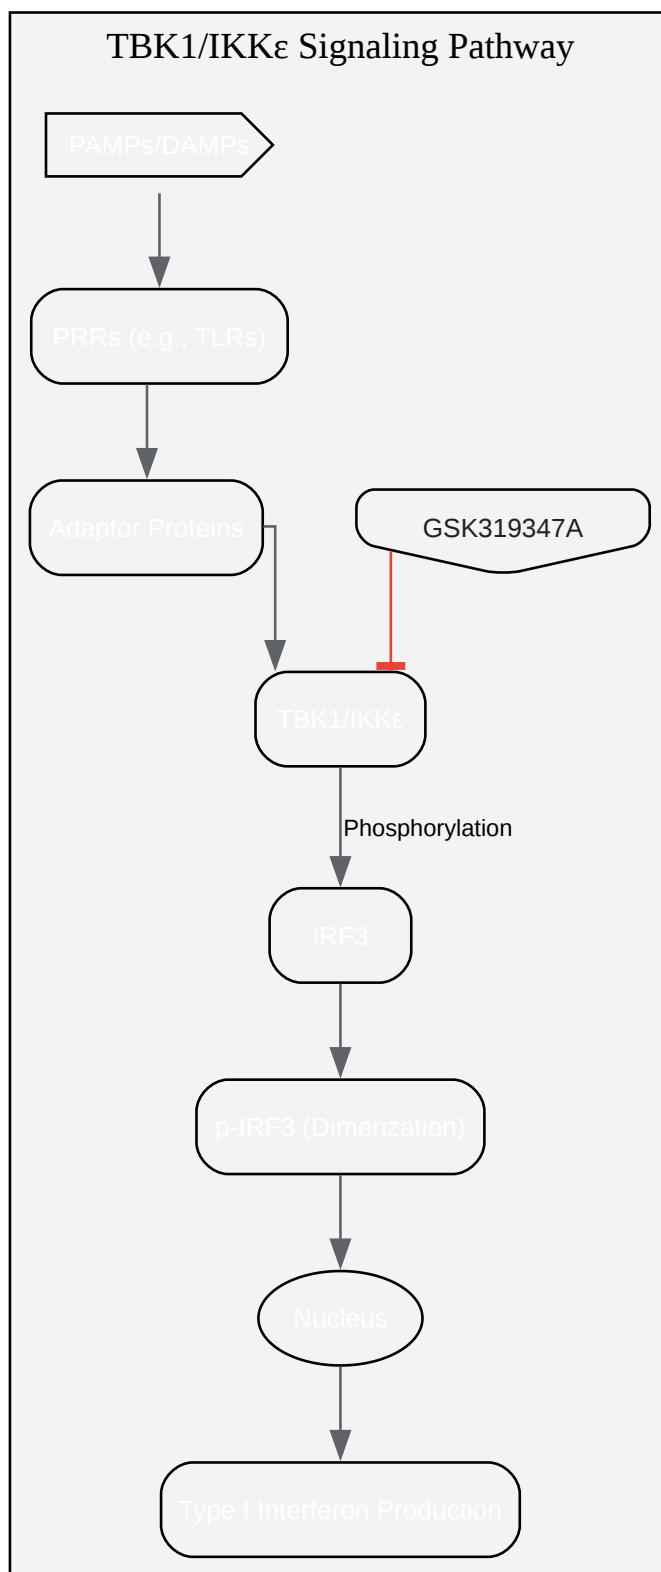 TBK1/IKKε Signaling Pathway
PAMPs/DAMPs
PRRs (e.g., TLRs)
Adaptor Proteins
GSK319347A
TBK1/IKKε
Phosphorylation
IRF3
p-IRF3 (Dimerization)
Nucleus
Type I Interferon Production